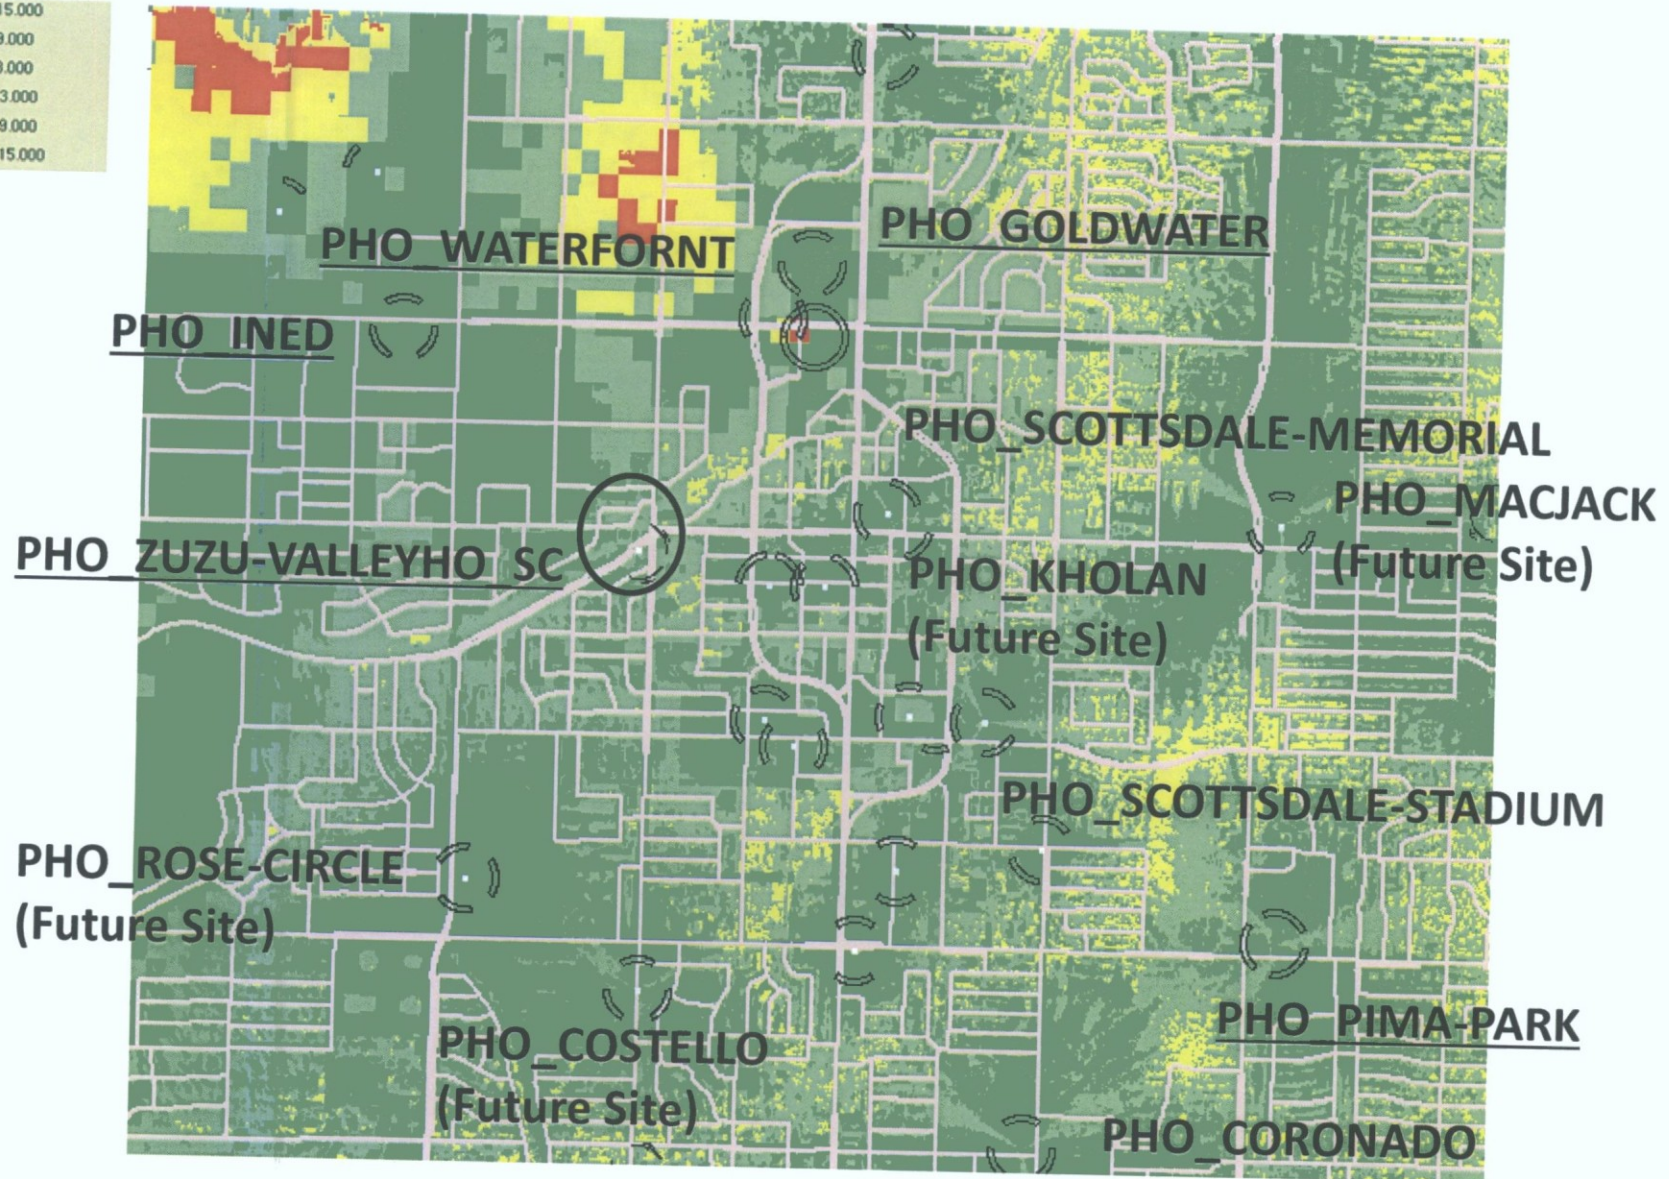 15.000
9.000
3.000
3.000
9.000
15.000
PHO_GOLDWATER
PHO_WATERFORNT
PHO_INED
PHO_SCOTTSDALE-MEMORIAL
PHO_MACJACK
(Future Site)
PHO_ZUZU-VALLEYHO_SC
PHO_KHOLAN
(Future Site)
PHO_SCOTTSDALE-STADIUM
PHO_ROSE-CIRCLE
(Future Site)
PHO_PIMA-PARK
PHO_COSTELLO
(Future Site)
PHO_CORONADO